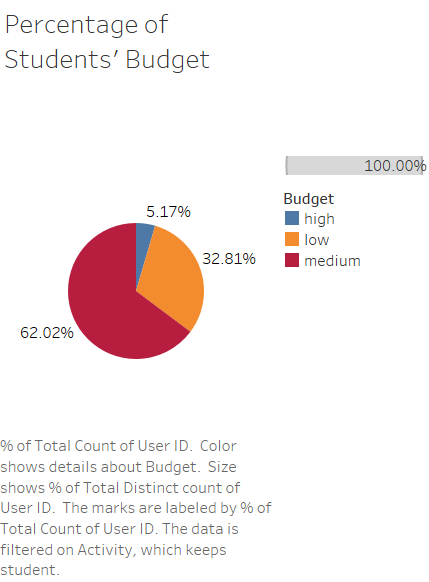 Percentage of
Students’ Budget
100.00%
Budget
high
low
medium
5.17%
32.81%
62.02%
% of Total Count of User ID.  Color
shows details about Budget.  Size
shows % of Total Distinct count of
User ID.  The marks are labeled by % of
Total Count of User ID. The data is
filtered on Activity, which keeps
student.